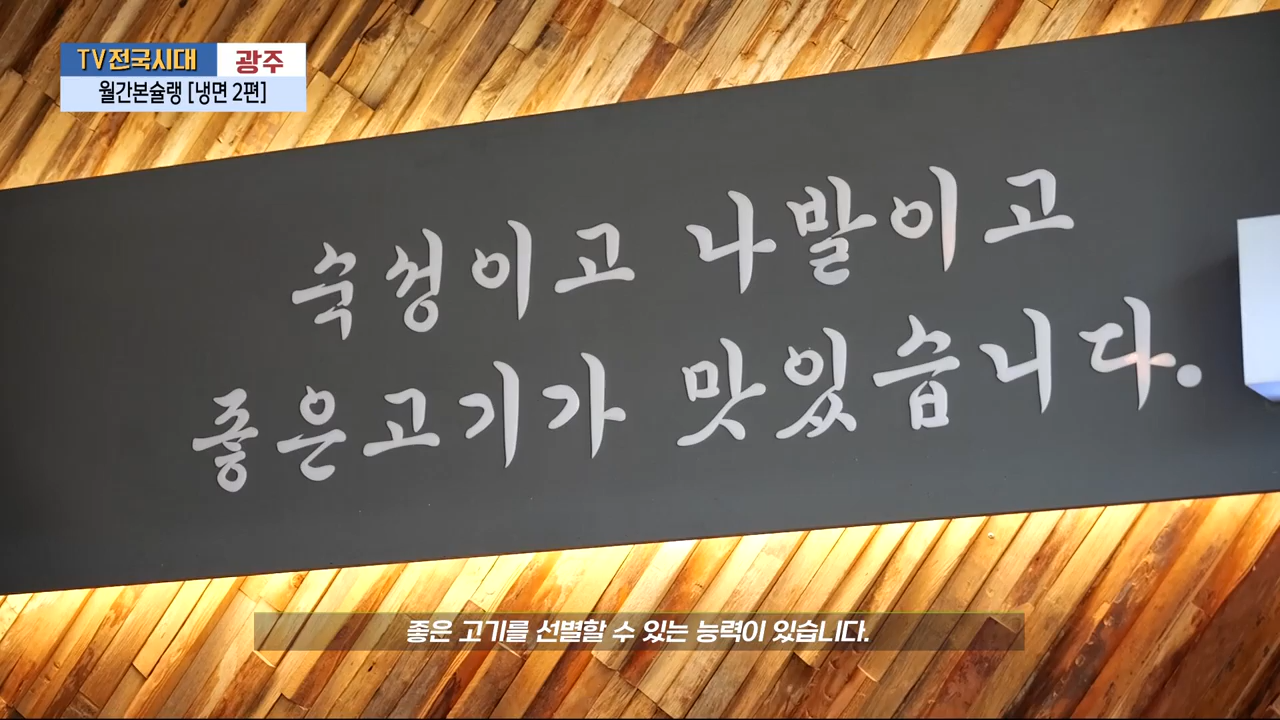 TV전국시대 광주
월간본슐랭 [냉면 2편]
숙성이고 나발이고
좋은고기가 맛있습니다.
좋은 고기를 선별할 수 있는 능력이 있습니다.